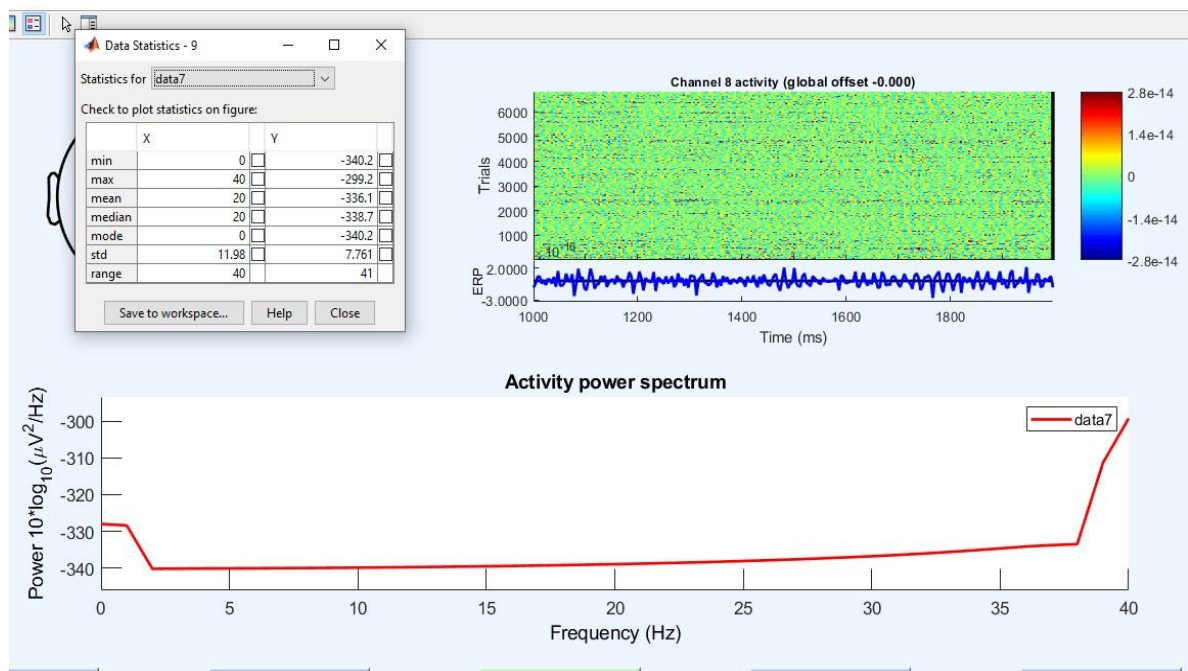 Data Statistics - 9
Statistics for data7
Check to plot statistics on figure:
X Y
min 0 -340.2
max 40 -299.2
mean 20 -336.1
median 20 -338.7
mode 0 -340.2
std 11.98 7.761
range 40 41
Save to workspace... Help Close
Channel 8 activity (global offset -0.000)
Trials
6000
5000
4000
3000
2000
1000
2.8e-14
1.4e-14
0
-1.4e-14
-2.8e-14
ERP
2.0000
-3.0000
1000 1200 1400 1600 1800
Time (ms)
Activity power spectrum
Power 10*log10(μV2/Hz)
-300
-310
-320
-330
-340
data7
0 5 10 15 20 25 30 35 40
Frequency (Hz)